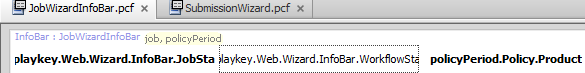 JobWizardInfoBar.pcf SubmissionWizard.pcf
InfoBar : JobWizardInfoBar job, policyPeriod
playkey.Web.Wizard.InfoBar.JobSta playkey.Web.Wizard.InfoBar.WorkflowSta policyPeriod.Policy.Product